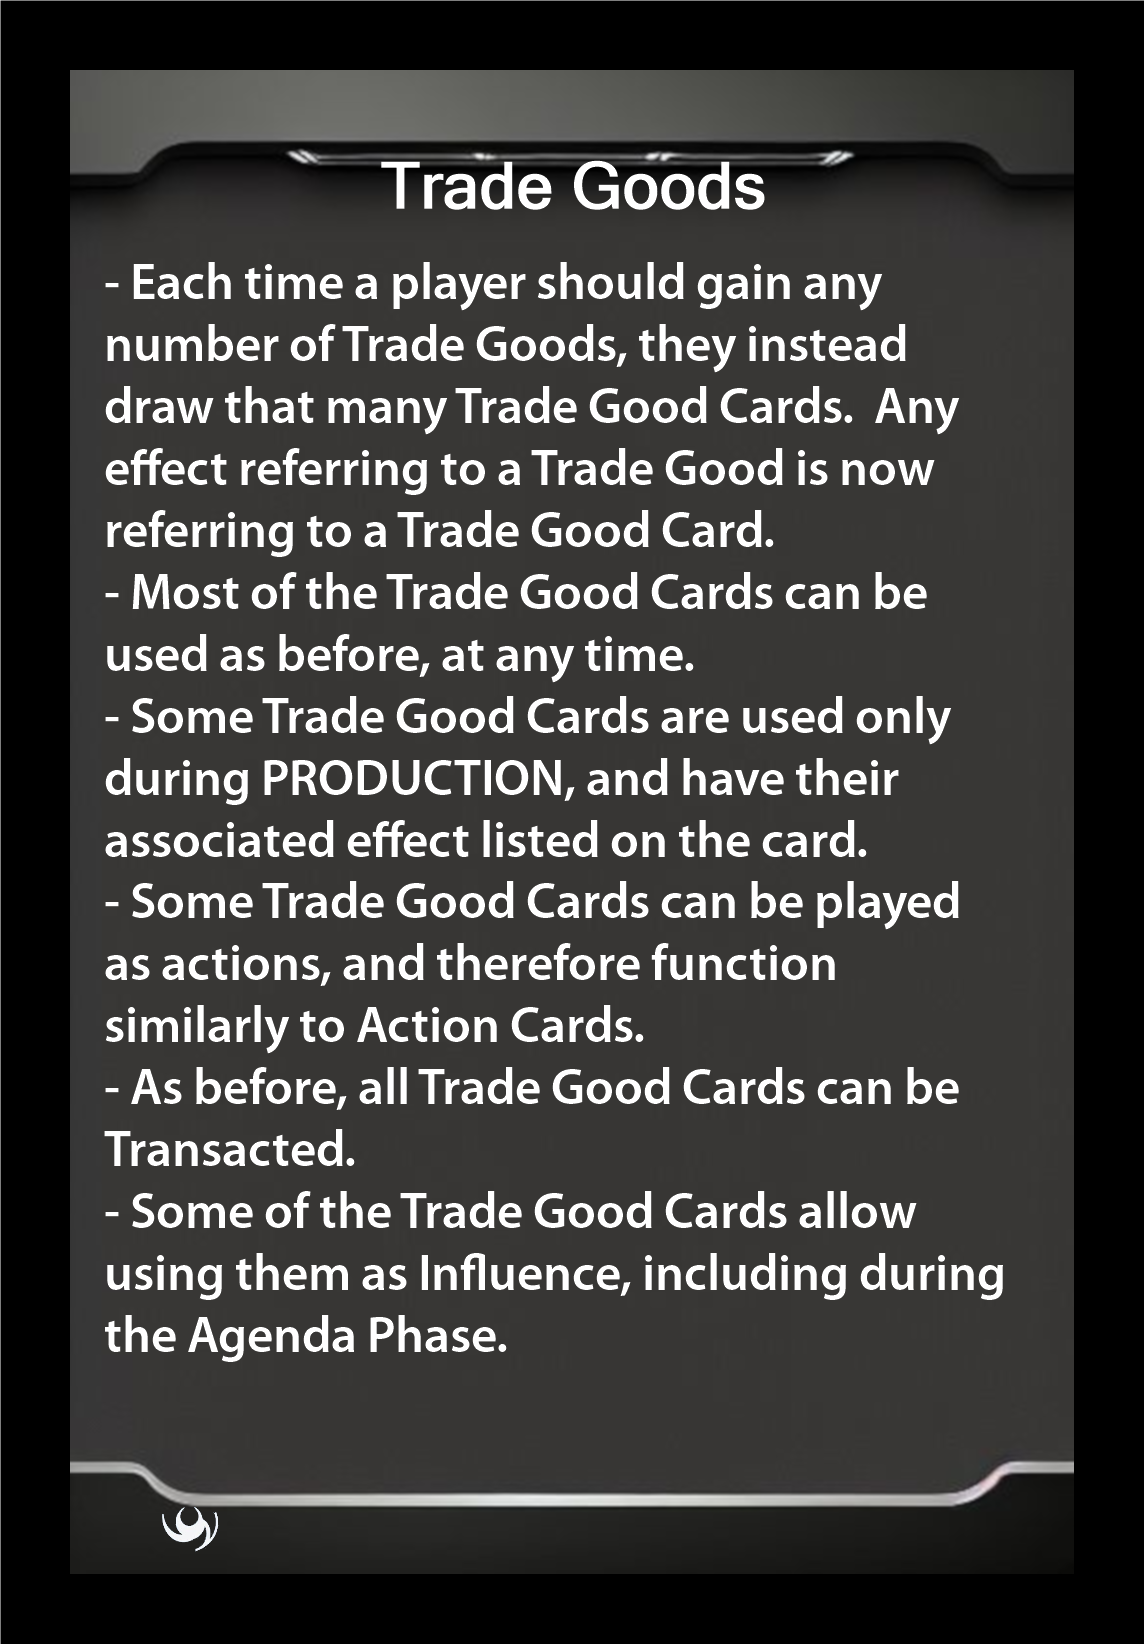 Trade Goods
- Each time a player should gain any
number of Trade Goods, they instead
draw that many Trade Good Cards.  Any
effect referring to a Trade Good is now
referring to a Trade Good Card.
- Most of the Trade Good Cards can be
used as before, at any time.
- Some Trade Good Cards are used only
during PRODUCTION, and have their
associated effect listed on the card.
- Some Trade Good Cards can be played
as actions, and therefore function
similarly to Action Cards.
- As before, all Trade Good Cards can be
Transacted.
- Some of the Trade Good Cards allow
using them as Influence, including during
the Agenda Phase.